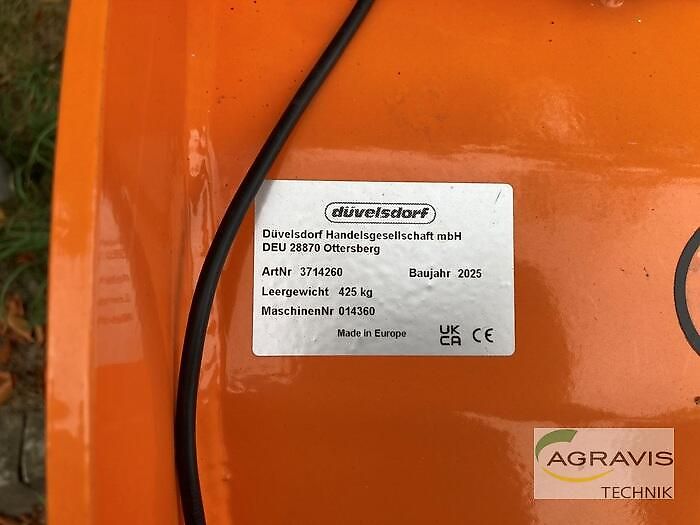 düvelsdorf
Düvelsdorf Handelsgesellschaft mbH
DEU 28870 Ottersberg
ArtNr 3714260 Baujahr 2025
Leergewicht 425 kg
MaschinenNr 014360
Made in Europe UK CA CE
AGRAVIS
TECHNIK